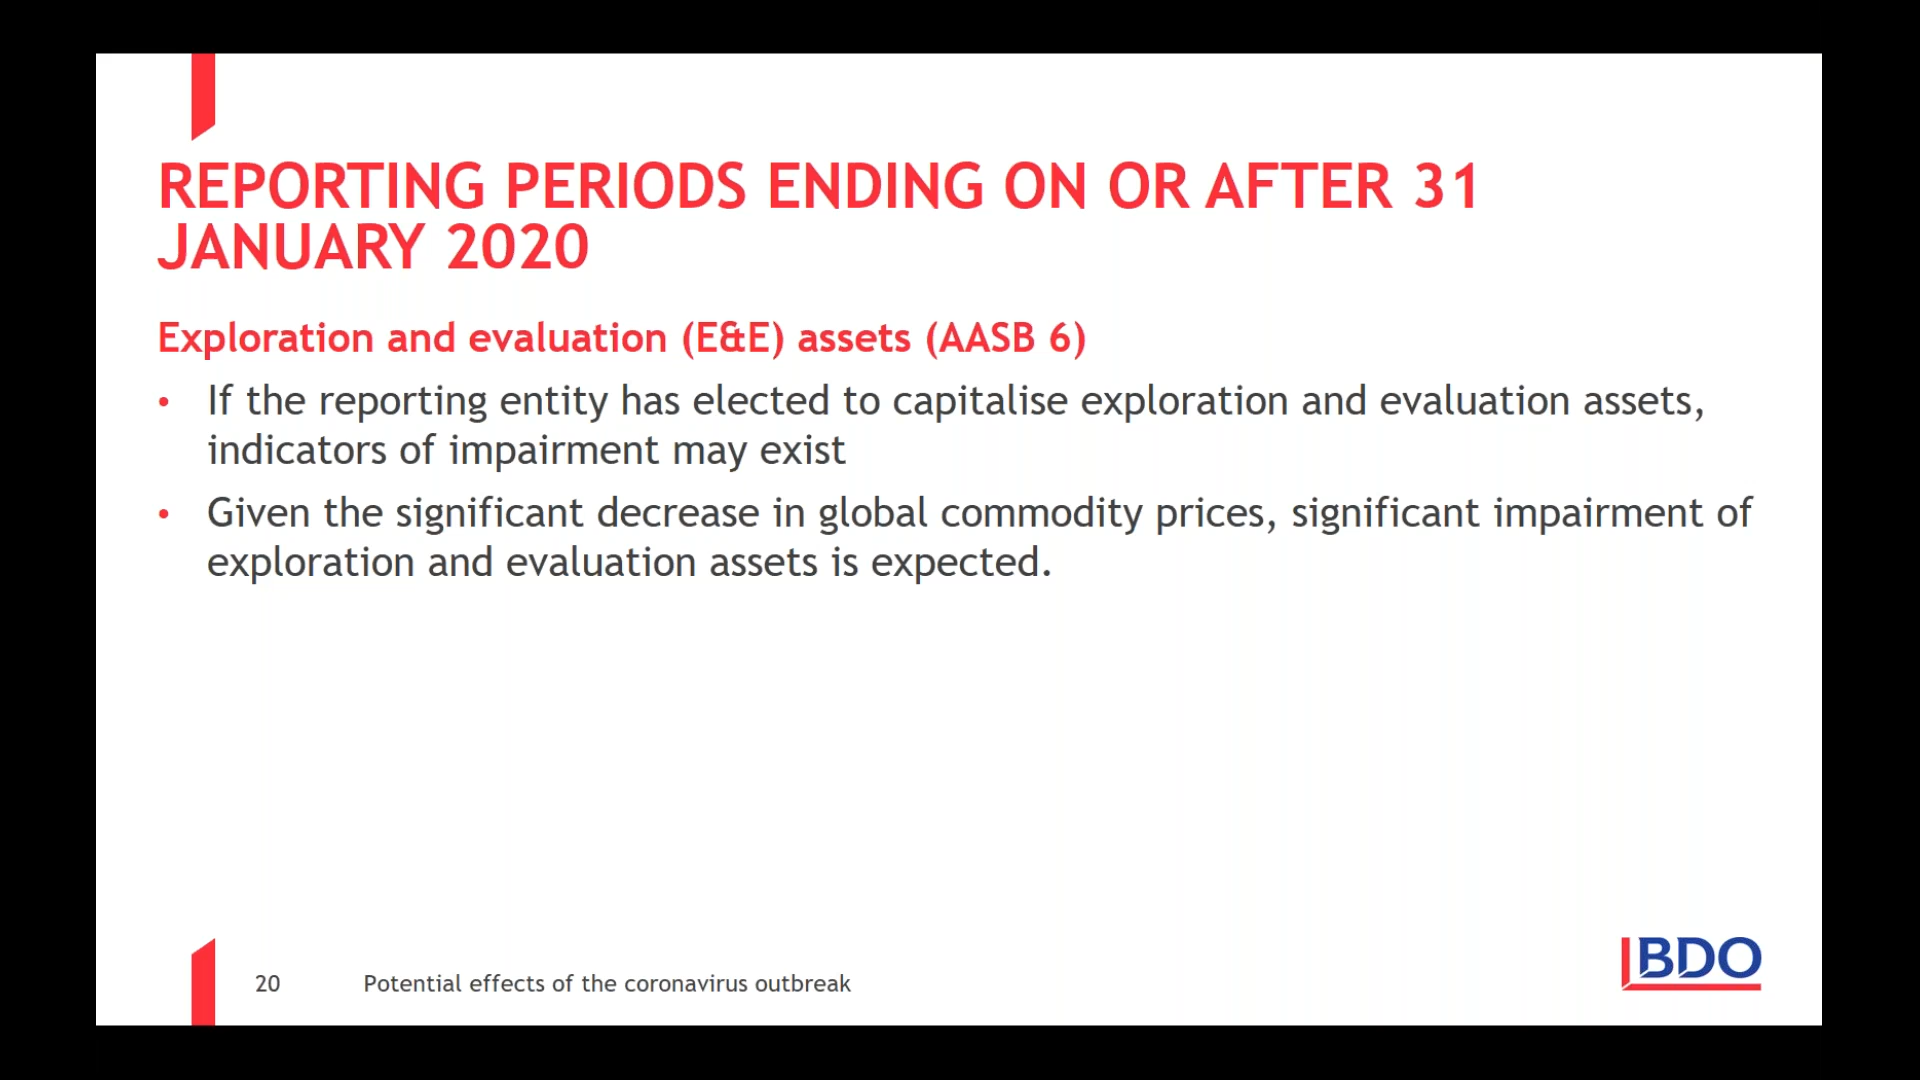 REPORTING PERIODS ENDING ON OR AFTER 31
JANUARY 2020
Exploration and evaluation (E&E) assets (AASB 6)
• If the reporting entity has elected to capitalise exploration and evaluation assets,
indicators of impairment may exist
• Given the significant decrease in global commodity prices, significant impairment of
exploration and evaluation assets is expected.
20 Potential effects of the coronavirus outbreak
BDO